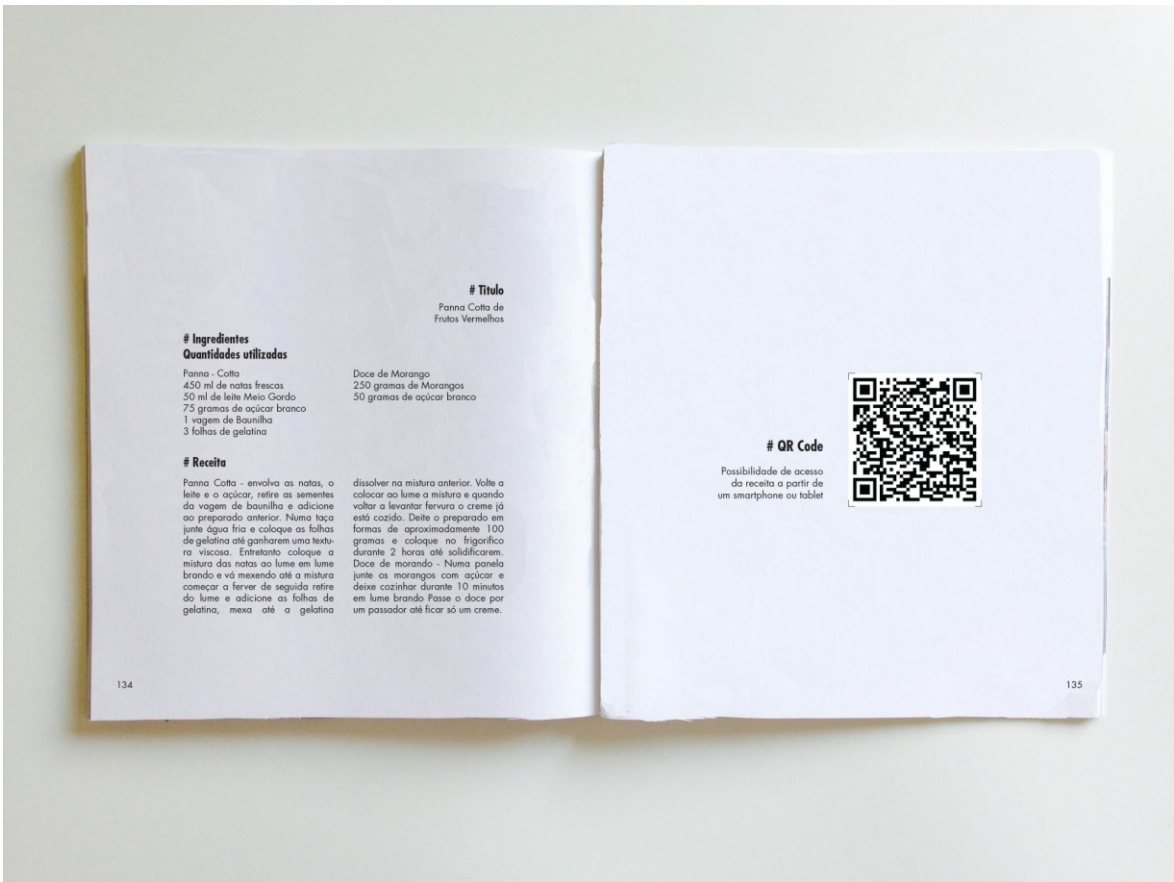 # Titulo
Panna Cotta de
Frutos Vermelhos
# Ingredientes
Quantidades utilizadas
Panna - Cotta
450 ml de natas frescas
50 ml de leite Meio Gordo
75 gramas de açúcar branco
1 vagem de Baunilha
3 folhas de gelatina
Doce de Morango
250 gramas de Morangos
50 gramas de açúcar branco
# Receita
Panna Cotta - envolva as natas, o
leite e o açúcar, retire as sementes
da vagem de baunilha e adicione
ao preparado anterior. Numa taça
junte água fria e coloque as folhas
de gelatina até ganharem uma textu-
ra viscosa. Entretanto coloque a
mistura das natas ao lume em lume
brando e vá mexendo até a mistura
começar a ferver de seguida retire
do lume e adicione as folhas de
gelatina, mexa até a gelatina
dissolver na mistura anterior. Volte a
colocar ao lume a mistura e quando
voltar a levantar fervura o creme já
está cozido. Deite o preparado em
formas de aproximadamente 100
gramas e coloque no frigorifico
durante 2 horas até solidificarem.
Doce de morando - Numa panela
junte os morangos com açúcar e
deixe cozinhar durante 10 minutos
em lume brando Passe o doce por
um passador até ficar só um creme.
134
# QR Code
Possibilidade de acesso
da receita a partir de
um smartphone ou tablet
135